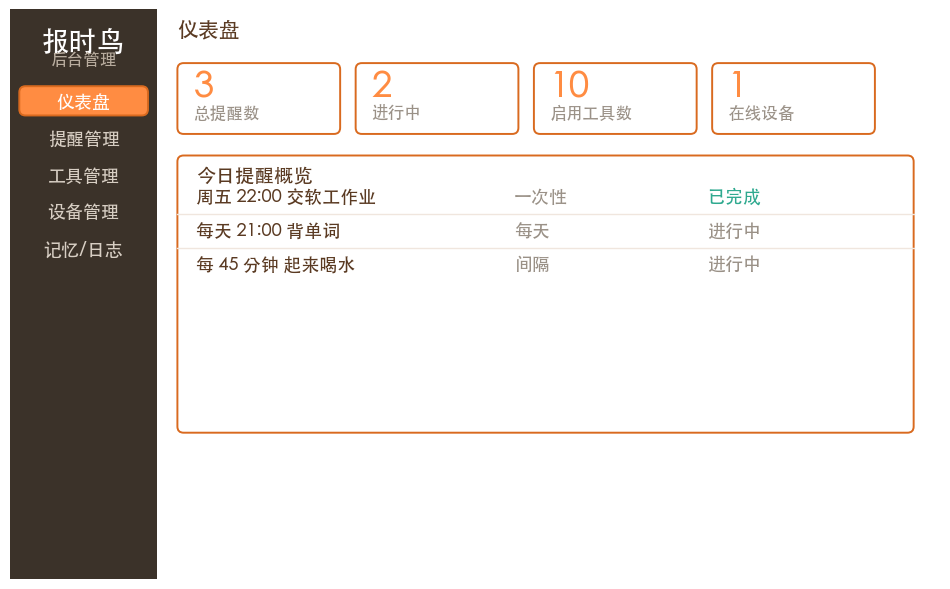 报时鸟
后台管理
仪表盘
提醒管理
工具管理
设备管理
记忆/日志
仪表盘
3
总提醒数
2
进行中
10
启用工具数
1
在线设备
今日提醒概览
周五 22:00 交软工作业 一次性 已完成
每天 21:00 背单词 每天 进行中
每 45 分钟 起来喝水 间隔 进行中